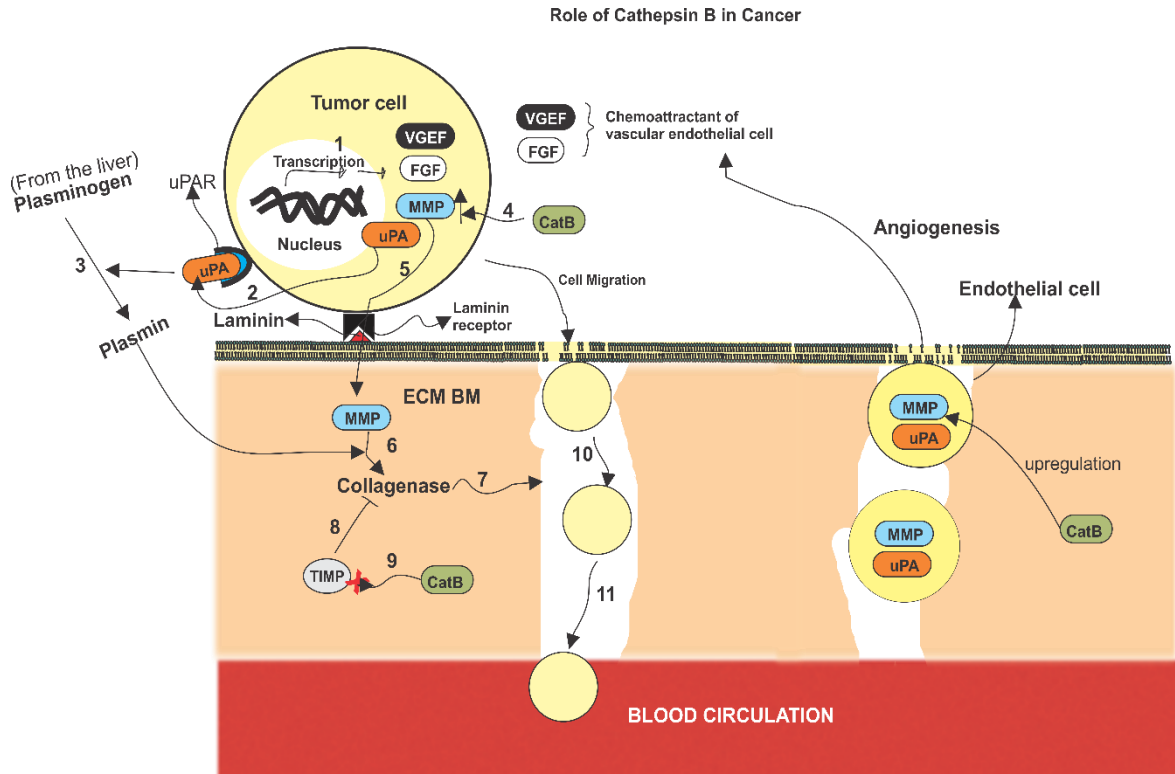 Role of Cathepsin B in Cancer
Tumor cell
1
Transcription
VGEF
FGF
MMP
uPA
Nucleus
VGEF
FGF
Chemoattractant of
vascular endothelial cell
4
CatB
(From the liver)
Plasminogen
uPAR
3
uPA
2
5
Plasmin
Laminin
Laminin
receptor
Cell Migration
Angiogenesis
Endothelial cell
ECM BM
MMP
6
Collagenase
7
8
TIMP
9
CatB
10
11
MMP
uPA
upregulation
CatB
MMP
uPA
BLOOD CIRCULATION